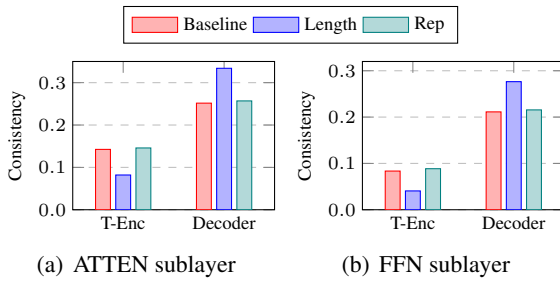 Baseline Length Rep
Consistency
0.3
0.2
0.1
0.0
T-Enc Decoder
(a) ATTEN sublayer
Consistency
0.3
0.2
0.1
0.0
T-Enc Decoder
(b) FFN sublayer